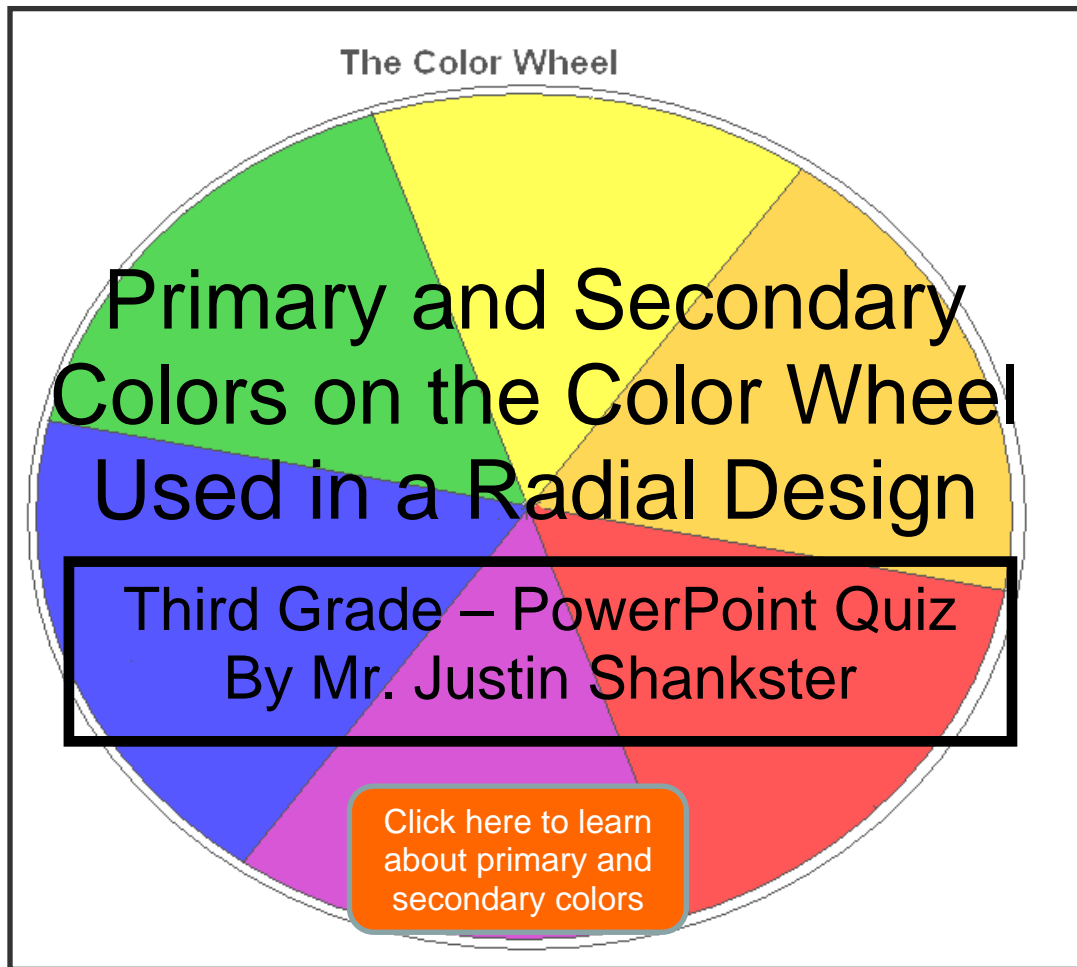 The Color Wheel
Primary and Secondary
Colors on the Color Wheel
Used in a Radial Design
Third Grade – PowerPoint Quiz
By Mr. Justin Shankster
Click here to learn
about primary and
secondary colors